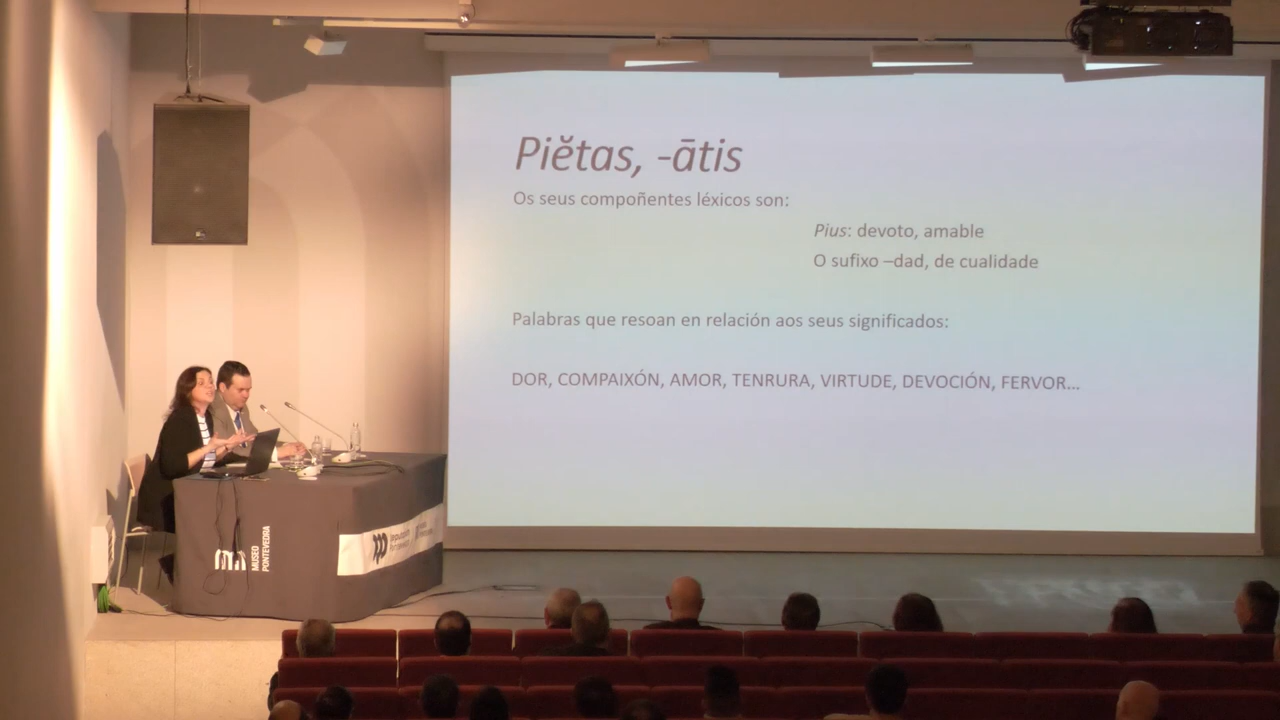 Piĕtas, -ātis
Os seus compoñentes léxicos son:
Pius: devoto, amable
O sufixo –dad, de cualidade
Palabras que resoan en relación aos seus significados:
DOR, COMPAIXÓN, AMOR, TENRURA, VIRTUDE, DEVOCIÓN, FERVOR...
MUSEO
PONTEVEDRA